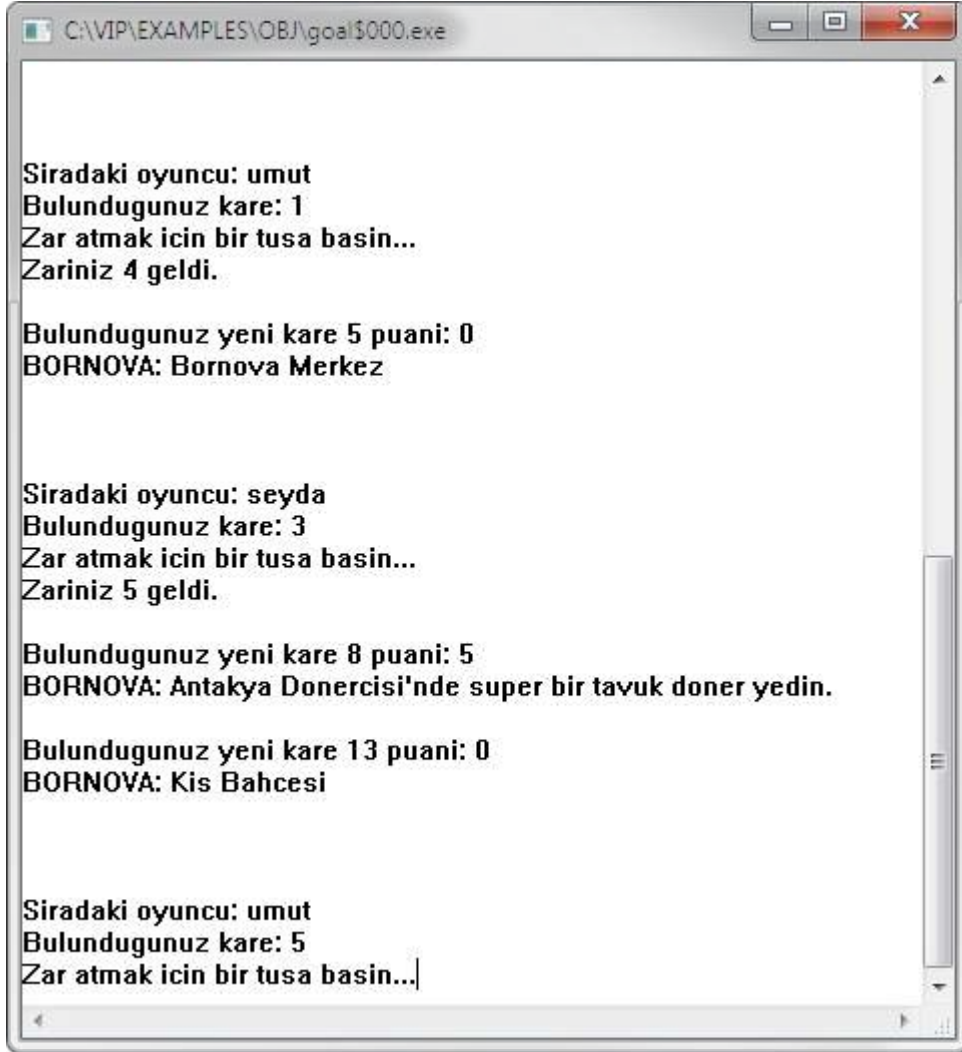 C:\VIP\EXAMPLES\OBJ\goal$000.exe
Siradaki oyuncu: umut
Bulundugunuz kare: 1
Zar atmak icin bir tusa basin...
Zariniz 4 geldi.
Bulundugunuz yeni kare 5 puani: 0
BORNOVA: Bornova Merkez
Siradaki oyuncu: seyda
Bulundugunuz kare: 3
Zar atmak icin bir tusa basin...
Zariniz 5 geldi.
Bulundugunuz yeni kare 8 puani: 5
BORNOVA: Antakya Donercisi'nde super bir tavuk doner yedin.
Bulundugunuz yeni kare 13 puani: 0
BORNOVA: Kis Bahcesi
Siradaki oyuncu: umut
Bulundugunuz kare: 5
Zar atmak icin bir tusa basin...